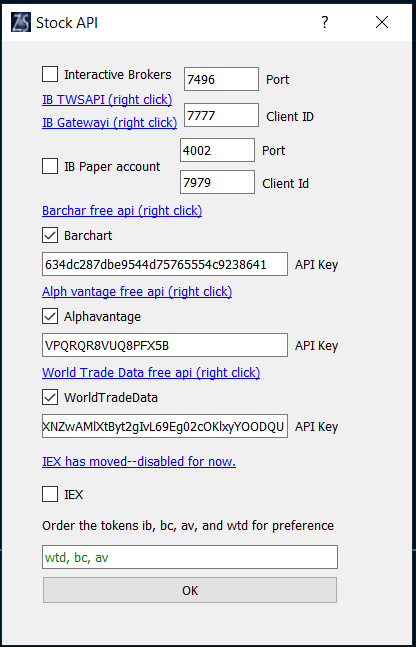 Stock API
Interactive Brokers 7496 Port
IB TWSAPI (right click)
IB Gatewayi (right click) 7777 Client ID
4002 Port
IB Paper account
7979 Client Id
Barchar free api (right click)
Barchart
634dc287dbe9544d75765554c9238641 API Key
Alph vantage free api (right click)
Alphavantage
VPQRQR8VUQ8PFX5B API Key
World Trade Data free api (right click)
WorldTradeData
XNZwAMlXtByt2gIvL69Eg02cOKlxyYOODQU API Key
IEX has moved--disabled for now.
IEX
Order the tokens ib, bc, av, and wtd for preference
wtd, bc, av
OK